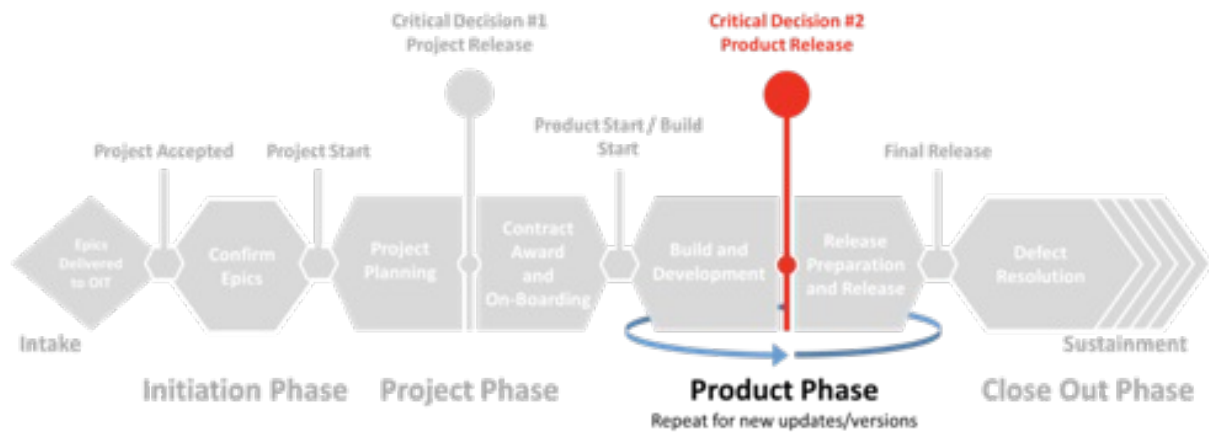 Critical Decision #1
Project Release
Critical Decision #2
Product Release
Project Accepted
Project Start
Product Start / Build
Start
Final Release
Epics
Delivered
to OIT
Confirm
Epics
Project
Planning
Contract
Award
and
On-Boarding
Build and
Development
Release
Preparation
and Release
Defect
Resolution
Intake
Sustainment
Initiation Phase
Project Phase
Product Phase
Close Out Phase
Repeat for new updates/versions